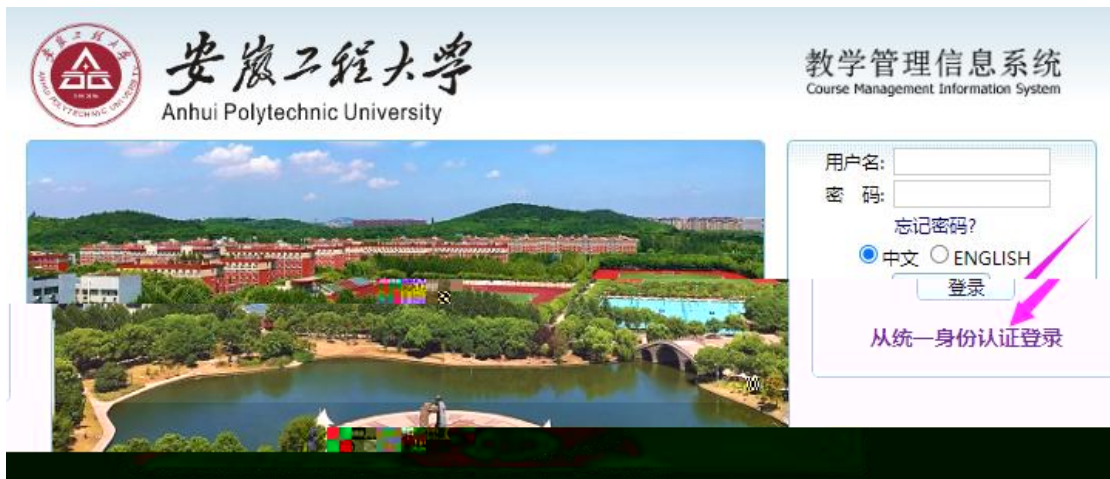 安徽工程大学
Anhui Polytechnic University
教学管理信息系统
Course Management Information System
用户名:
密 码:
忘记密码?
中文 ENGLISH
登录
从统一身份认证登录